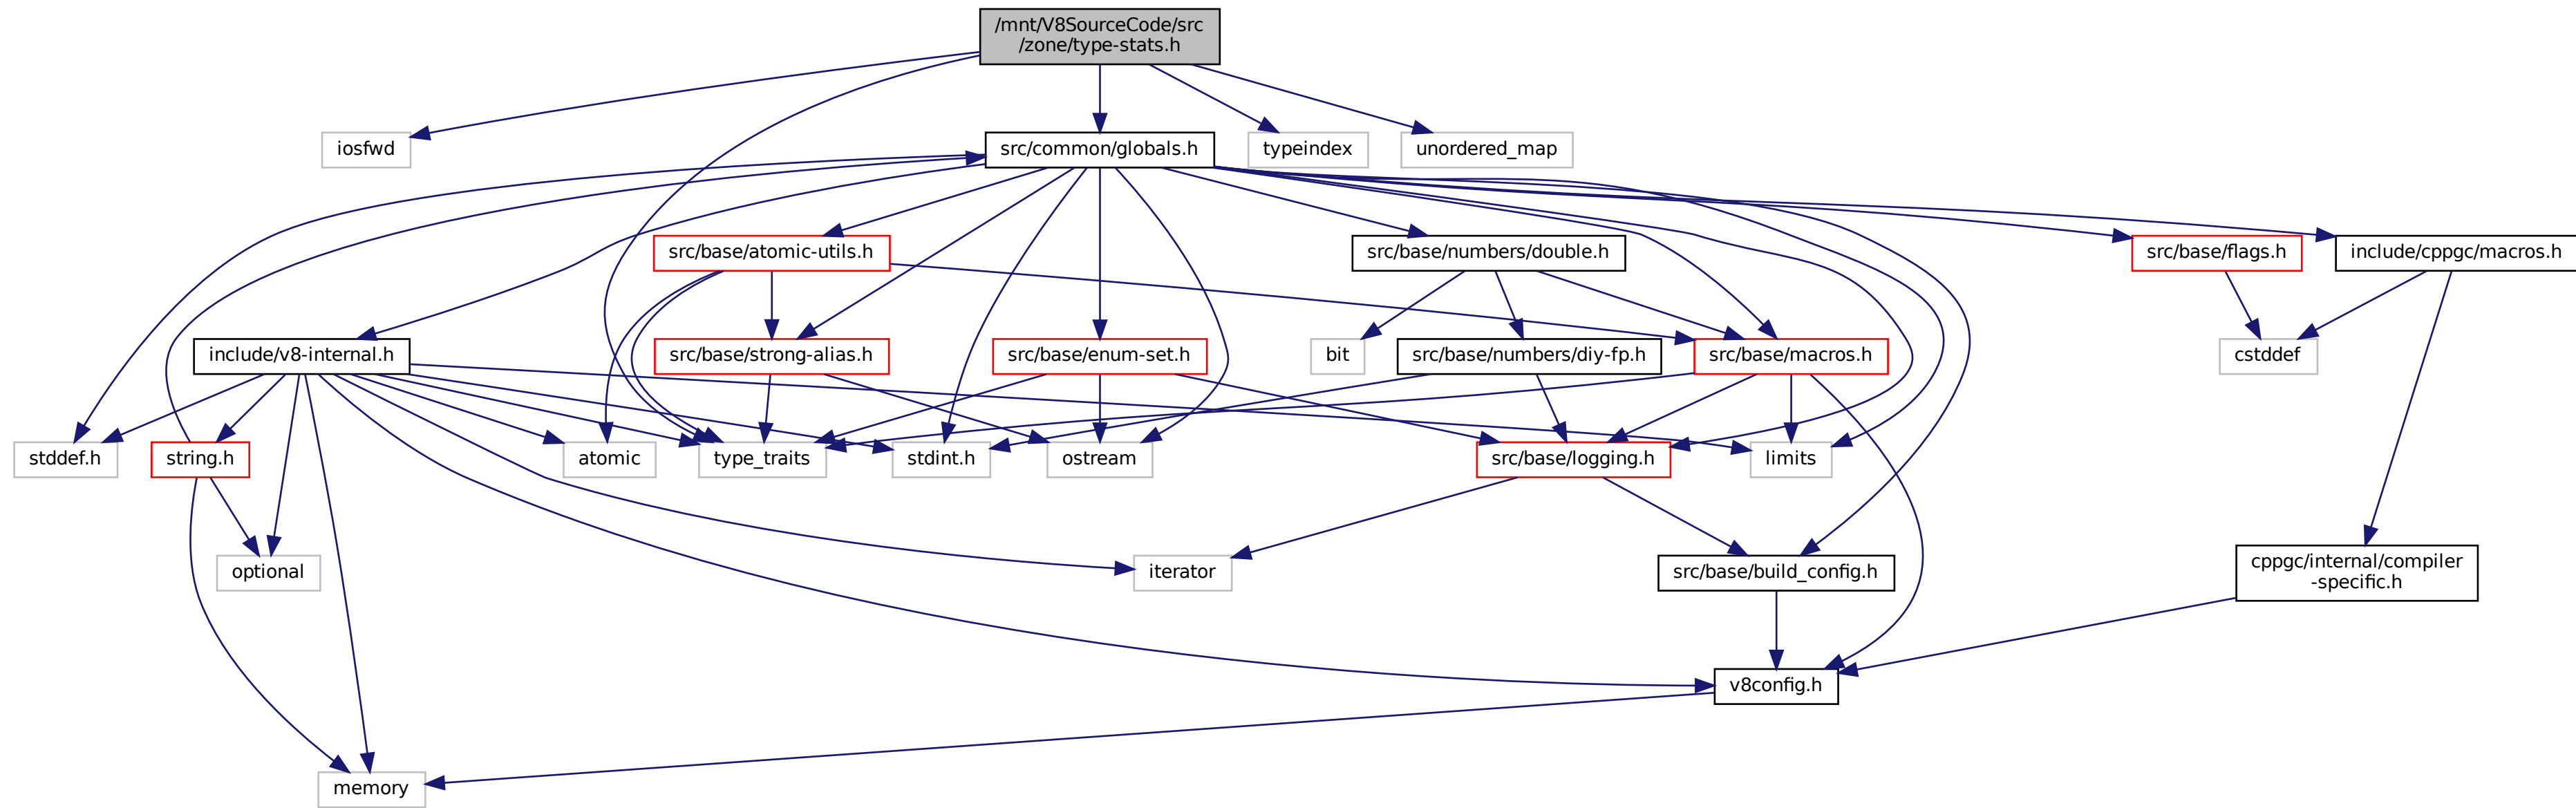 /mnt/V8SourceCode/src
/zone/type-stats.h
iosfwd
src/common/globals.h
typeindex
unordered_map
src/base/atomic-utils.h
src/base/numbers/double.h
src/base/flags.h
include/cppgc/macros.h
include/v8-internal.h
src/base/strong-alias.h
src/base/enum-set.h
bit
src/base/numbers/diy-fp.h
src/base/macros.h
cstddef
stddef.h
string.h
atomic
type_traits
stdint.h
ostream
src/base/logging.h
limits
optional
iterator
src/base/build_config.h
cppgc/internal/compiler
-specific.h
v8config.h
memory